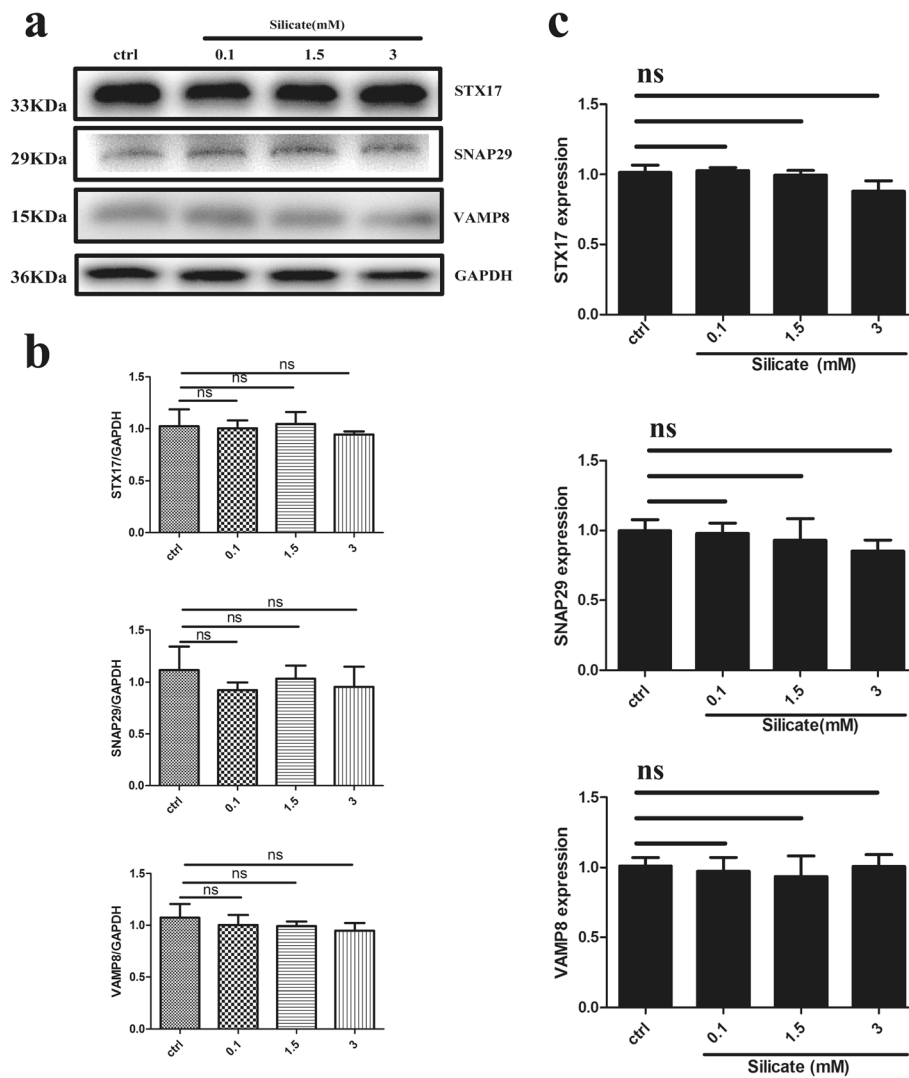 a
Silicate(mM)
ctrl 0.1 1.5 3
33KDa STX17
29KDa SNAP29
15KDa VAMP8
36KDa GAPDH
b
STX17/GAPDH
1.5
1.0
0.5
0.0
ns
ns
ns
ctrl 0.1 1.5 3
SNAP29/GAPDH
1.5
1.0
0.5
0.0
ns
ns
ns
ctrl 0.1 1.5 3
VAMP8/GAPDH
1.5
1.0
0.5
0.0
ns
ns
ns
ctrl 0.1 1.5 3
c
ns
STX17 expression
1.5
1.0
0.5
0.0
ctrl 0.1 1.5 3
Silicate (mM)
ns
SNAP29 expression
1.5
1.0
0.5
0.0
ctrl 0.1 1.5 3
Silicate(mM)
ns
VAMP8 expression
1.5
1.0
0.5
0.0
ctrl 0.1 1.5 3
Silicate (mM)